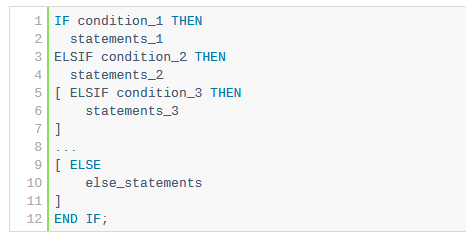 1 IF condition_1 THEN
2 statements_1
3 ELSIF condition_2 THEN
4 statements_2
5 [ ELSIF condition_3 THEN
6 statements_3
7 ]
8 ...
9 [ ELSE
10 else_statements
11 ]
12 END IF;